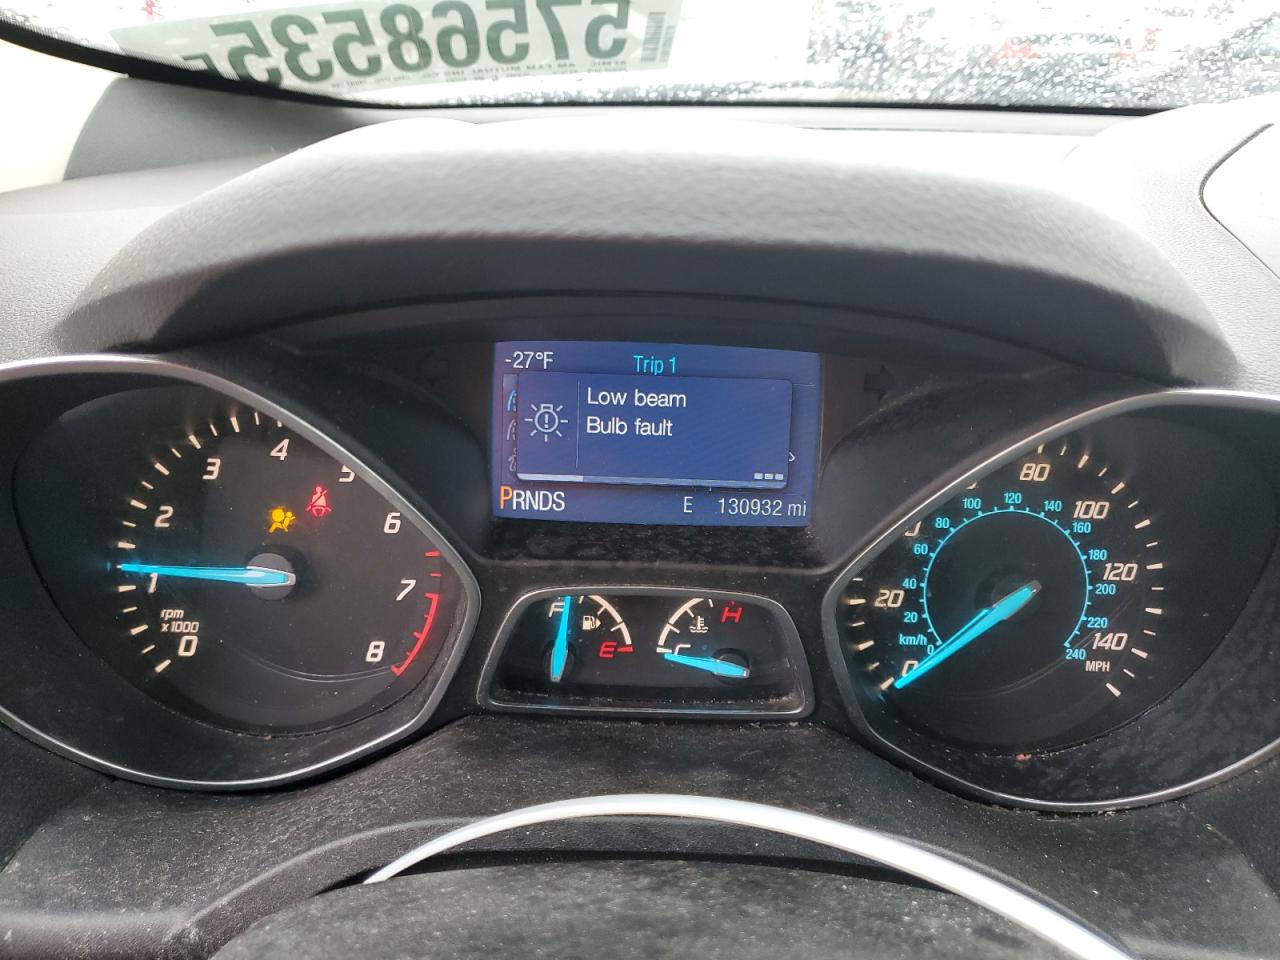 57568535
-27°F Trip 1
Low beam
Bulb fault
PRNDS E 130932 mi
0 1 2 3 4 5 6 7 8
rpm
x1000
F E
C H
0 20 80 100 120 140
MPH
0 20 40 60 80 100 120 140 160 180 200 220 240
km/h